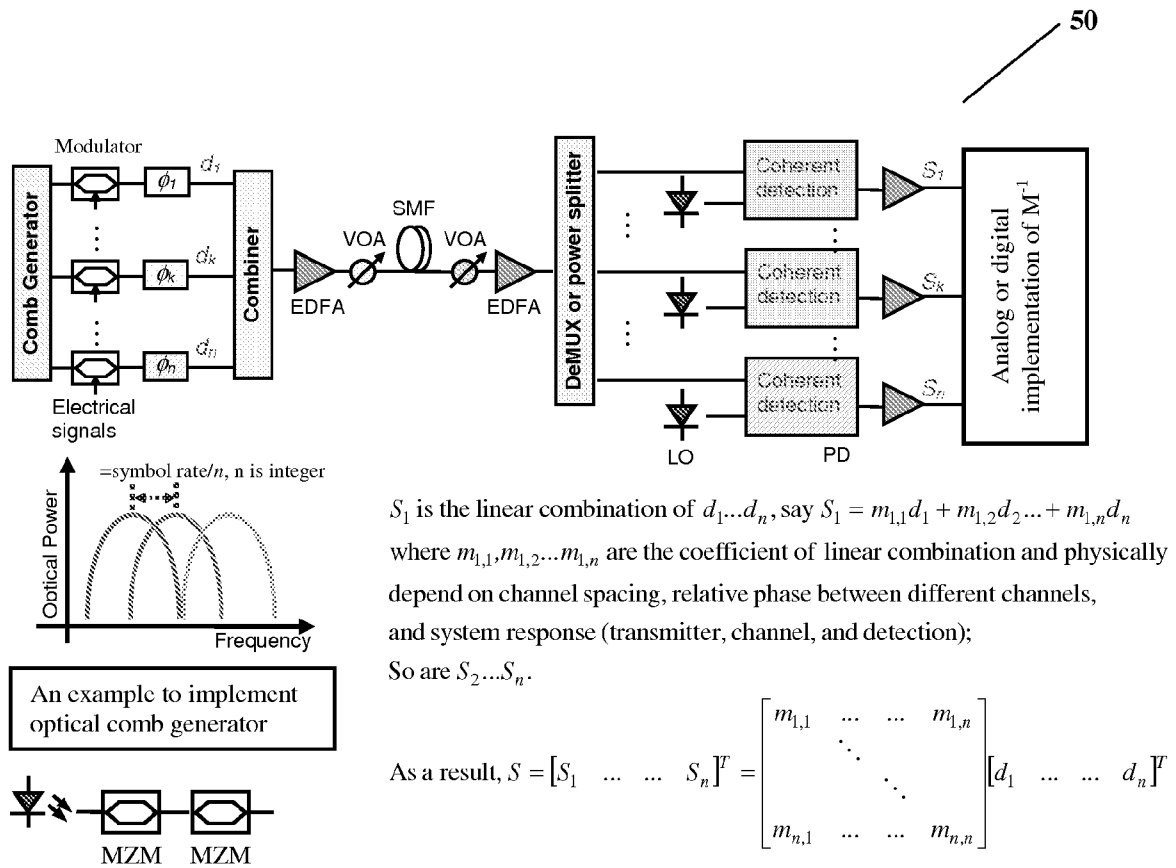 50
Modulator
Comb Generator
ϕ1
d1
ϕk
dk
ϕn
dn
Electrical
signals
Combiner
EDFA
VOA
SMF
VOA
EDFA
DeMUX or power splitter
Coherent
detection
S1
Coherent
detection
Sk
Coherent
detection
Sn
LO
PD
Analog or digital
implementation of M⁻¹
=symbol rate/n, n is integer
Optical Power
Frequency
An example to implement
optical comb generator
MZM MZM
S₁ is the linear combination of d₁...dₙ, say S₁ = m₁,₁d₁ + m₁,₂d₂... + m₁,ₙdₙ
where m₁,₁,m₁,₂...m₁,ₙ are the coefficient of linear combination and physically
depend on channel spacing, relative phase between different channels,
and system response (transmitter, channel, and detection);
So are S₂...Sₙ.
m₁,₁ ... ... m₁,ₙ
As a result, S = [S₁ ... ... Sₙ]ᵀ = [d₁ ... ... dₙ]ᵀ
mₙ,₁ ... ... mₙ,ₙ